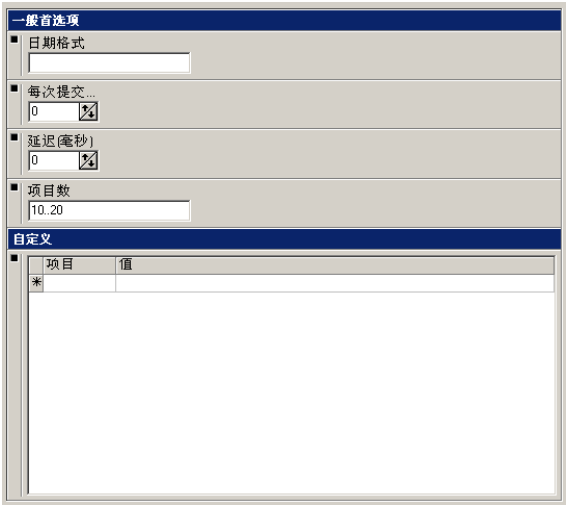 一般首选项
日期格式
每次提交...
0
延迟(毫秒)
0
项目数
10..20
自定义
项目 值
*